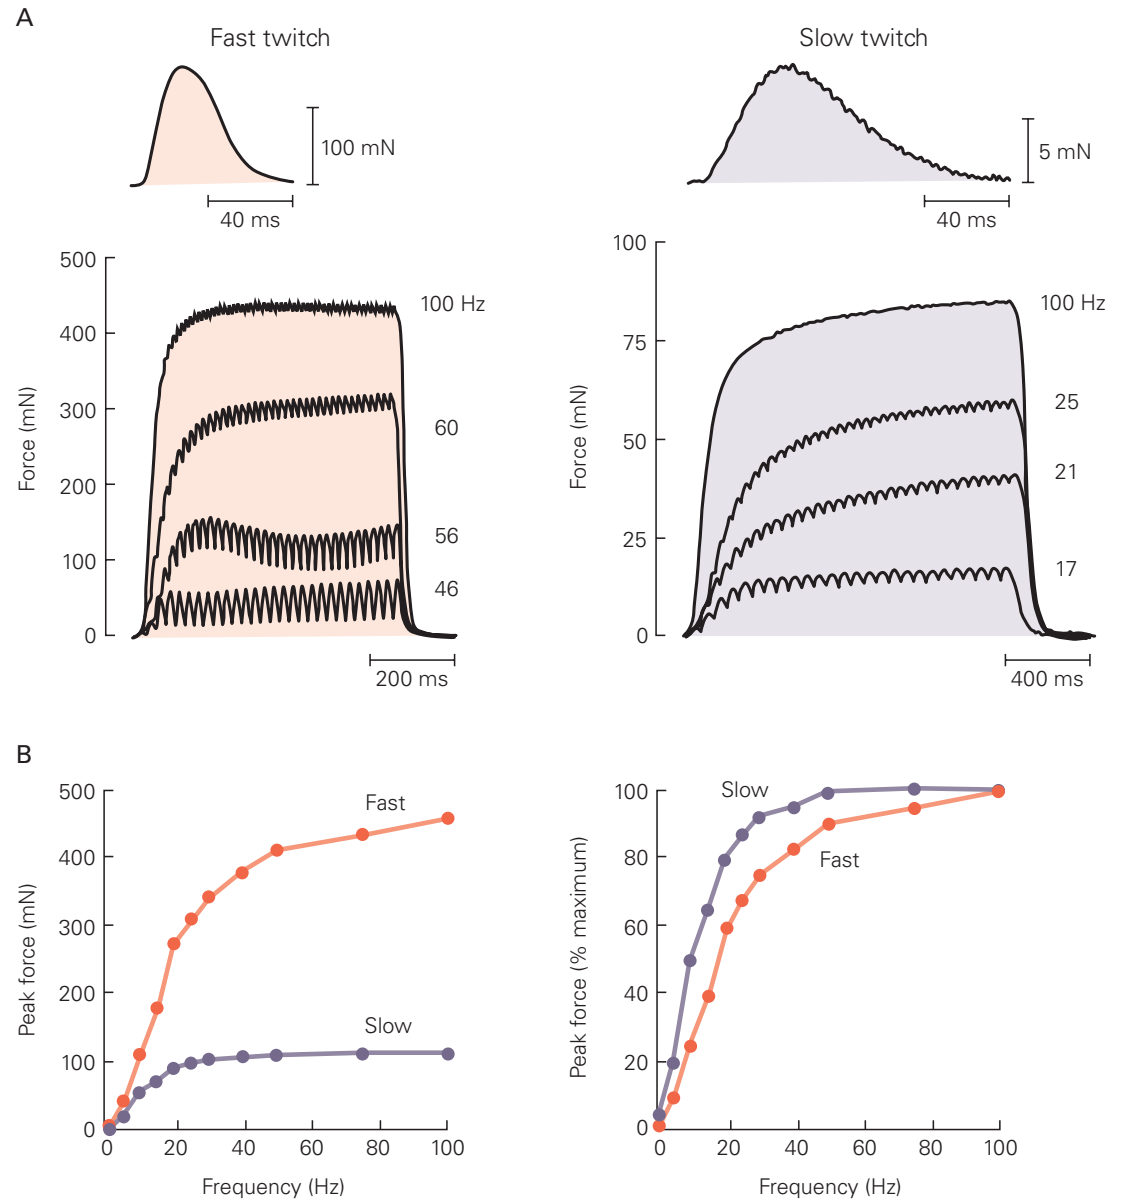 A
Fast twitch
Slow twitch
100 mN
5 mN
40 ms
40 ms
500
400
300
200
100
0
Force (mN)
100 Hz
60
56
46
200 ms
100
75
50
25
0
Force (mN)
100 Hz
25
21
17
400 ms
B
500
400
300
200
100
0
Peak force (mN)
Fast
Slow
0 20 40 60 80 100
Frequency (Hz)
100
80
60
40
20
0
Peak force (% maximum)
Slow
Fast
0 20 40 60 80 100
Frequency (Hz)